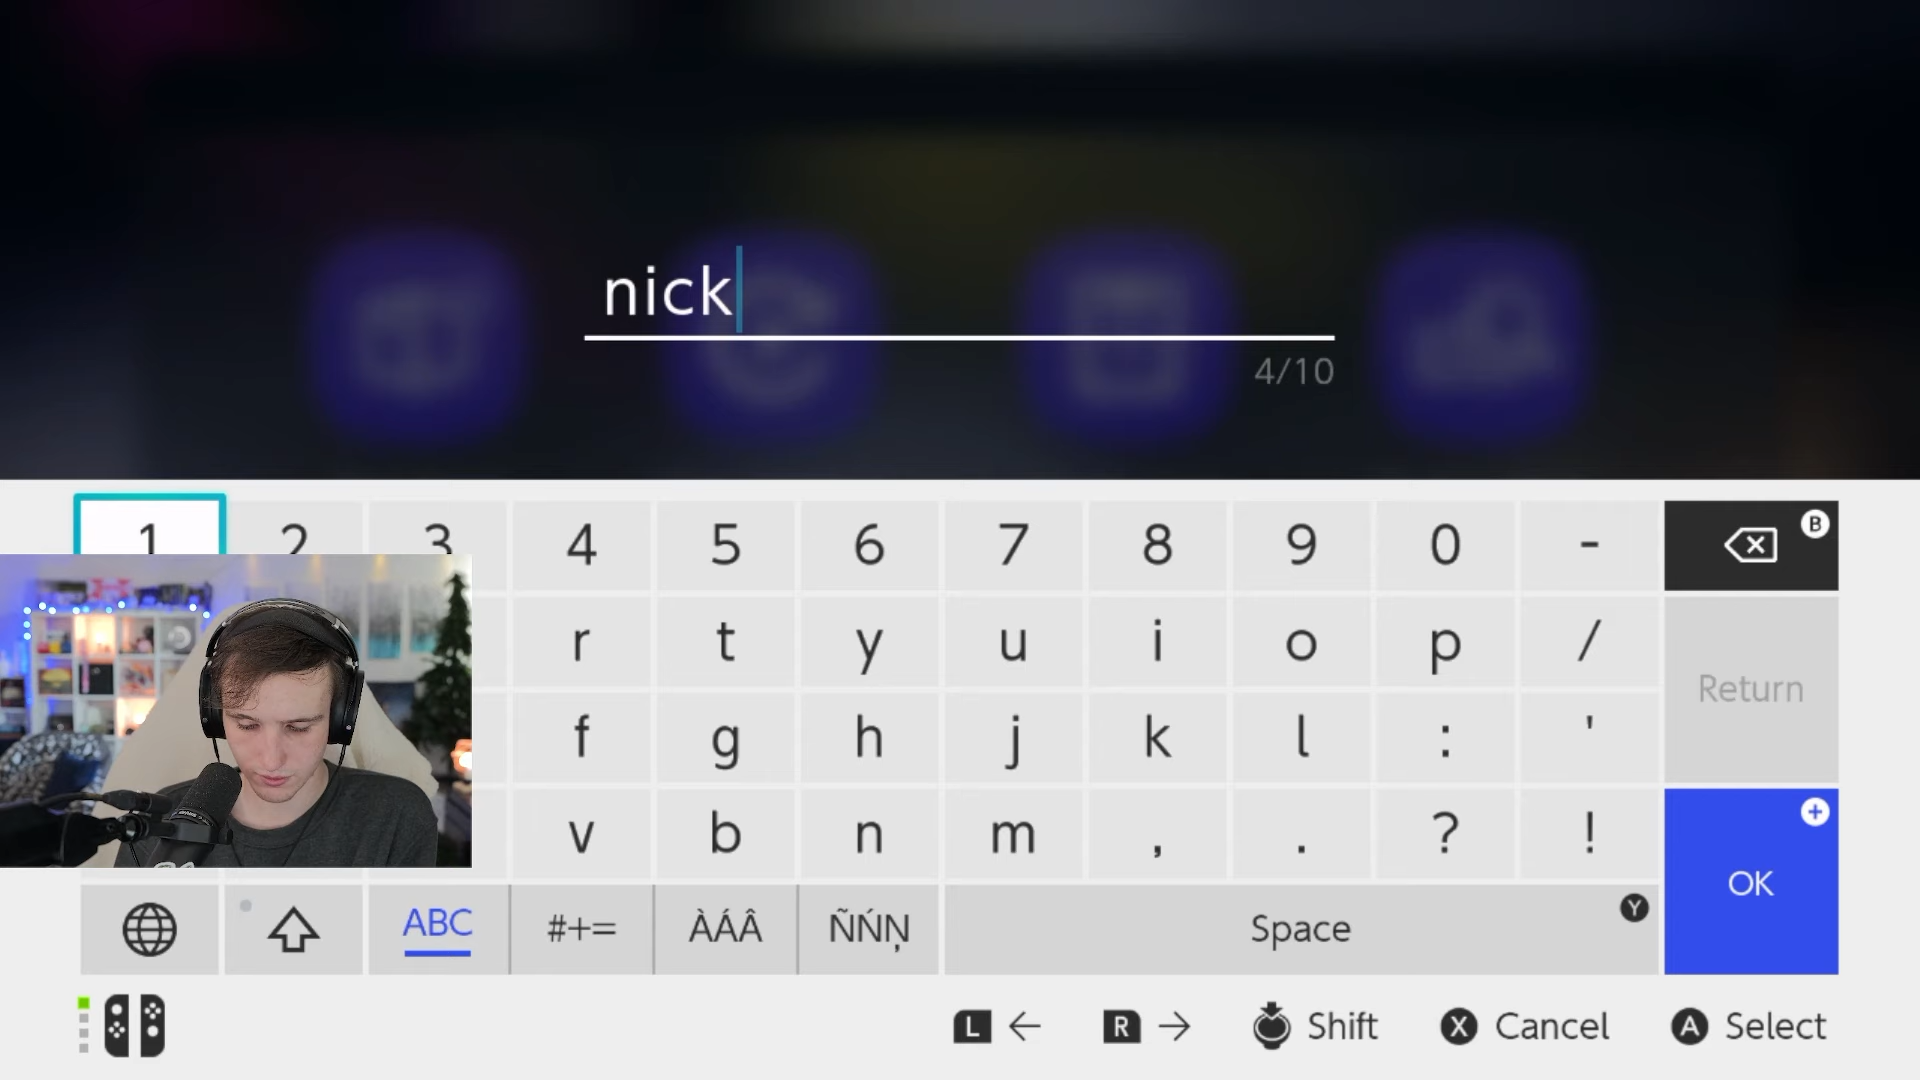 nick
4/10
1 2 3 4 5 6 7 8 9 0 - B
r t y u i o p /
Return
f g h j k l : '
v b n m , . ? ! +
OK
ABC #+= ÀÁÂ ÑŃŅ Space Y
L ← R → Shift X Cancel A Select